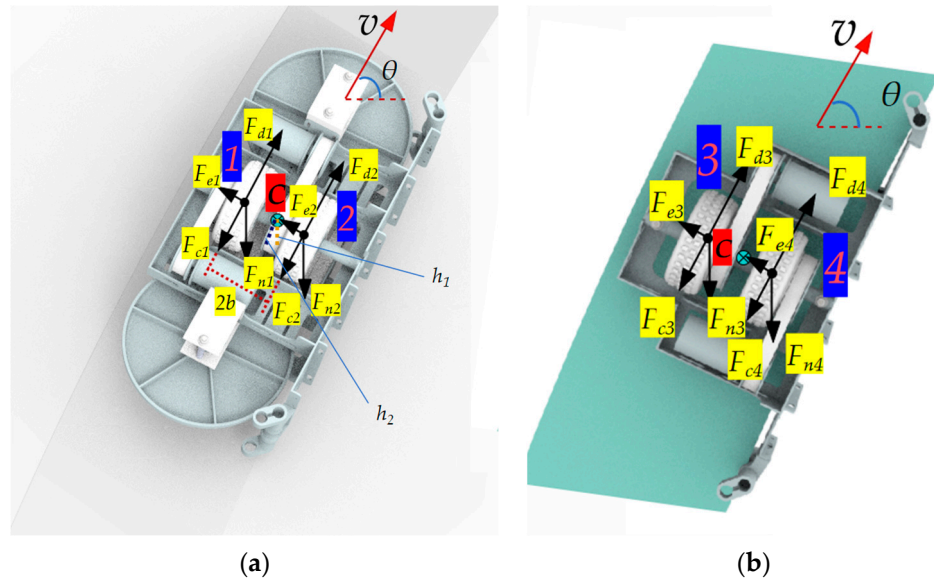 v
θ
F_d1
1
F_d2
F_e1
C
F_e2
2
F_c1
F_n1
h_1
2b
F_c2
F_n2
h_2
(a)
v
θ
3
F_d3
F_d4
F_e3
C
F_e4
4
F_c3
F_n3
F_c4
F_n4
(b)